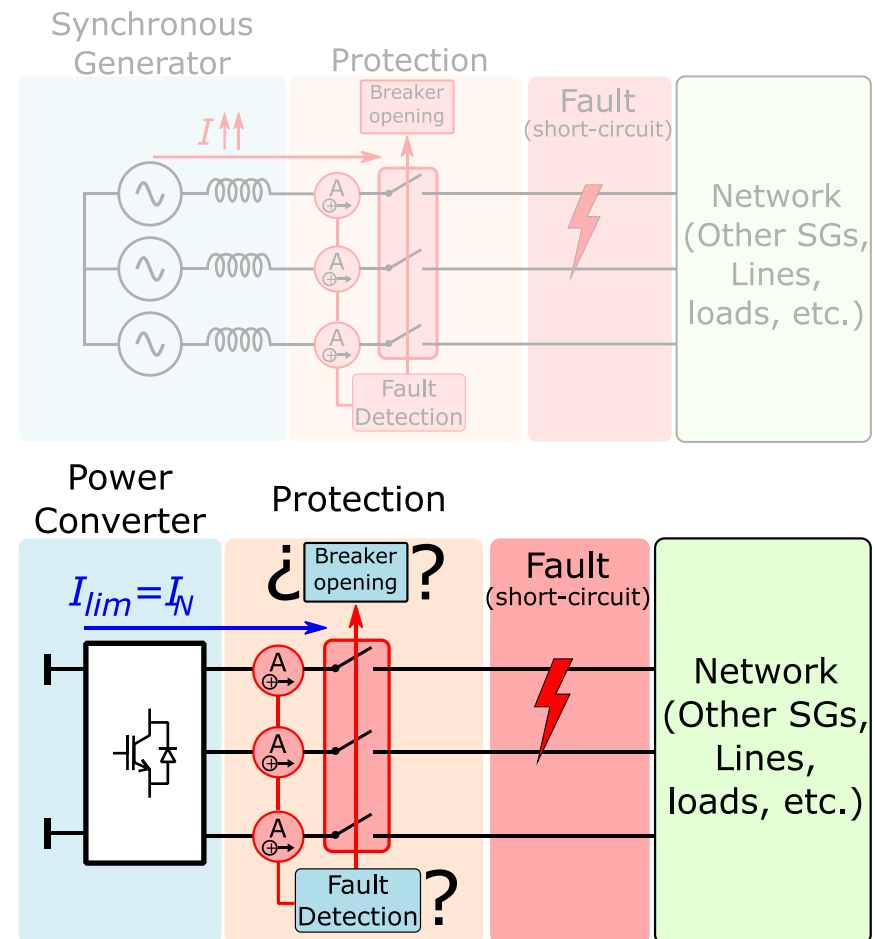 Synchronous
Generator
Protection
Breaker
opening
Fault
(short-circuit)
I
A
A
A
Network
(Other SGs,
Lines,
loads, etc.)
Fault
Detection
Power
Converter
Protection
¿ Breaker ?
opening
Fault
(short-circuit)
Ilim=IN
A
A
A
Network
(Other SGs,
Lines,
loads, etc.)
Fault ?
Detection